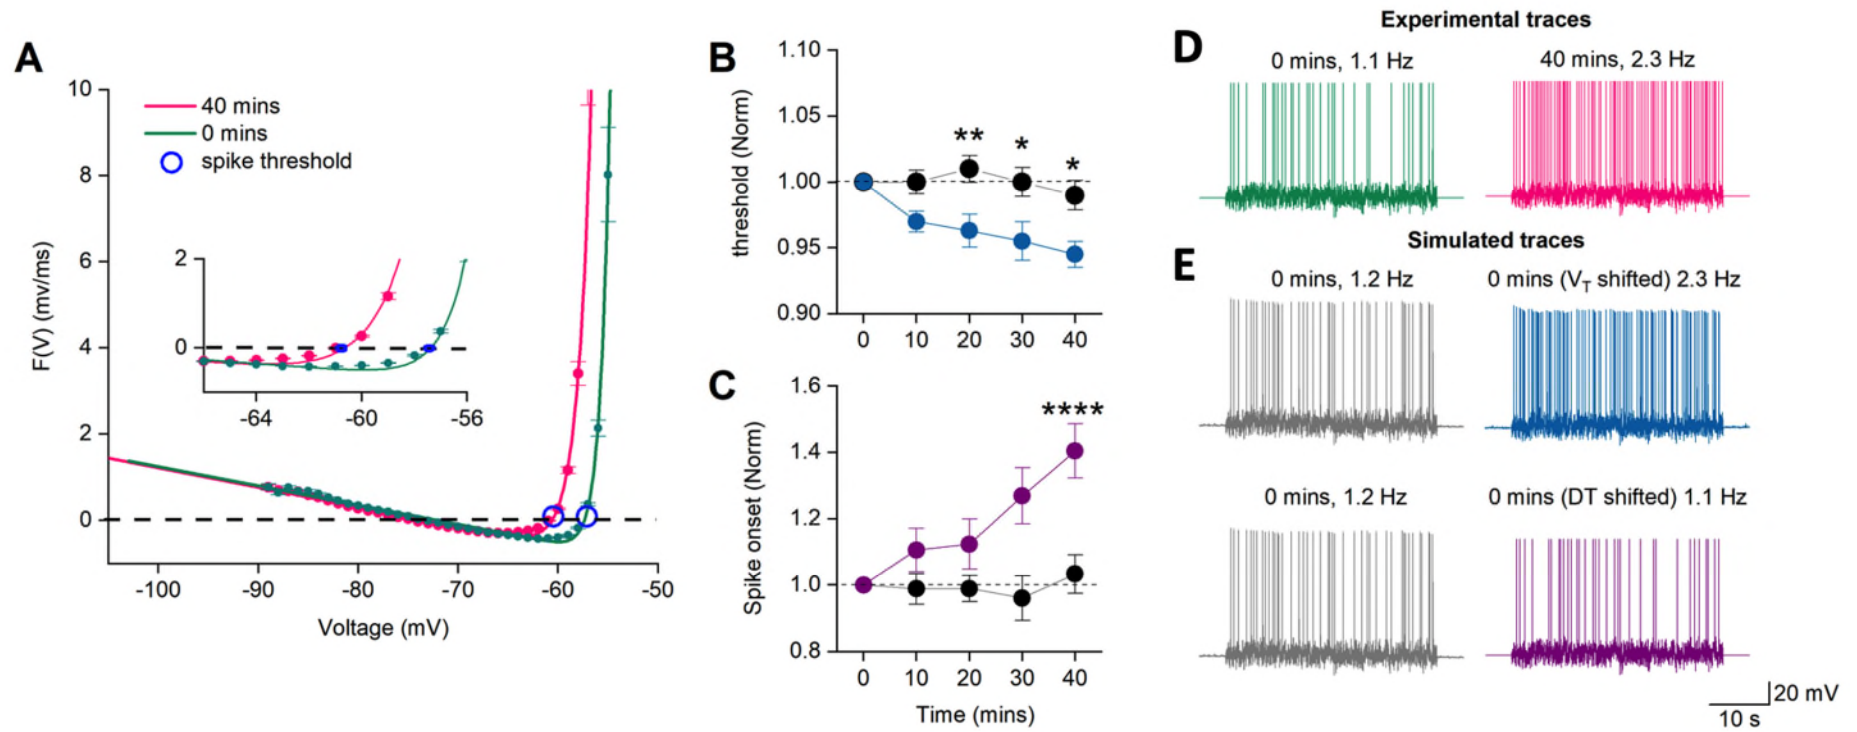 A
10
8
6
4
2
0
F(V) (mv/ms)
40 mins
0 mins
spike threshold
2
0
-64
-60
-56
-100
-90
-80
-70
-60
-50
Voltage (mV)
B
1.10
1.05
1.00
0.95
0.90
threshold (Norm)
**
*
*
0
10
20
30
40
C
1.6
1.4
1.2
1.0
0.8
Spike onset (Norm)
****
0
10
20
30
40
Time (mins)
D
Experimental traces
0 mins, 1.1 Hz
40 mins, 2.3 Hz
Simulated traces
E
0 mins, 1.2 Hz
0 mins (VT shifted) 2.3 Hz
0 mins, 1.2 Hz
0 mins (DT shifted) 1.1 Hz
20 mV
10 s